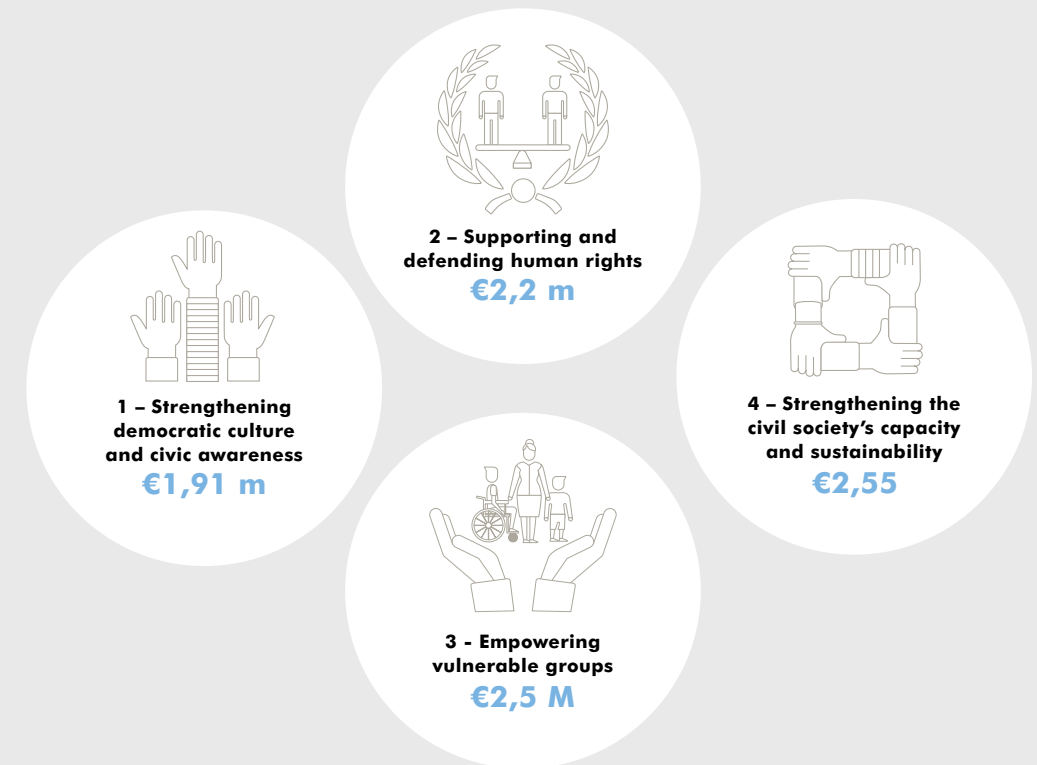 1 – Strengthening
democratic culture
and civic awareness
€1,91 m
2 – Supporting and
defending human rights
€2,2 m
3 - Empowering
vulnerable groups
€2,5 M
4 – Strengthening the
civil society’s capacity
and sustainability
€2,55